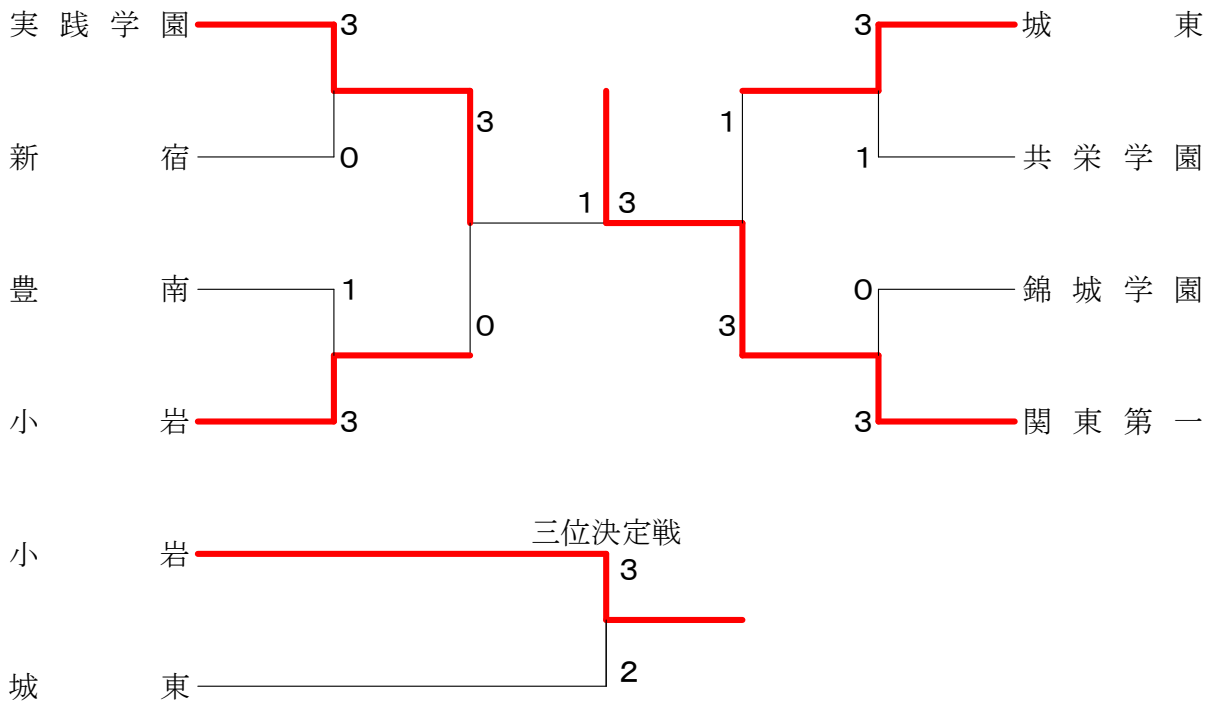 実践学園 3 3 城東
3 1
新宿 0 1 共栄学園
1 3
豊南 1 0 錦城学園
0 3
小岩 3 3 関東第一
三位決定戦
小岩 3
城東 2